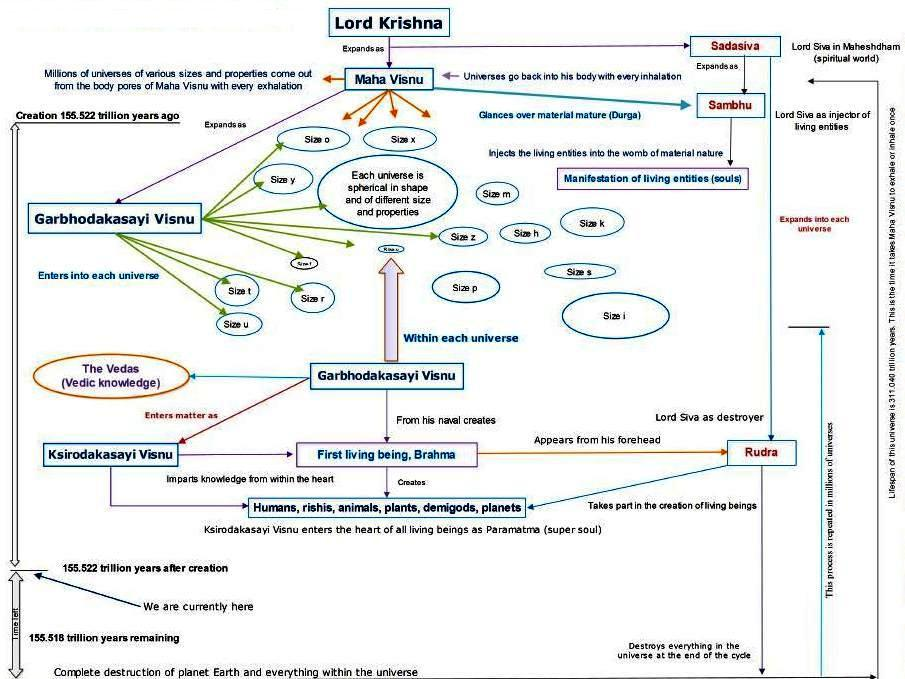 Lord Krishna
Expands as
Sadasiva
Lord Siva in Maheshdham
(spiritual world)
Expands as
Millions of universes of various sizes and properties come out
from the body pores of Maha Visnu with every exhalation
Maha Visnu
Universes go back into his body with every inhalation
Sambhu
Creation 155.522 trillion years ago
Expands as
Glances over material mature (Durga)
Lord Siva as injector of
living entities
Size o
Size x
Injects the living entities into the womb of material nature
Manifestation of living entities (souls)
Size y
Each universe is
spherical in shape
and of different size
and properties
Size m
Garbhodakasayi Visnu
Size k
Size z
Size h
Expands into each
universe
Enters into each universe
Size s
Size t
Size r
Size p
Size u
Size i
Within each universe
The Vedas
(Vedic knowledge)
Garbhodakasayi Visnu
Enters matter as
From his naval creates
Lord Siva as destroyer
Ksirodakasayi Visnu
First living being, Brahma
Appears from his forehead
Rudra
Imparts knowledge from within the heart
Creates
Humans, rishis, animals, plants, demigods, planets
Takes part in the creation of living beings
Ksirodakasayi Visnu enters the heart of all living beings as Paramatma (super soul)
155.522 trillion years after creation
We are currently here
Time left
155.518 trillion years remaining
Destroys everything in the
universe at the end of the cycle
Complete destruction of planet Earth and everything within the universe
This process is repeated in millions of universes
Lifespan of this universe is 311.040 trillion years. This is the time it takes Maha Visnu to exhale or inhale once